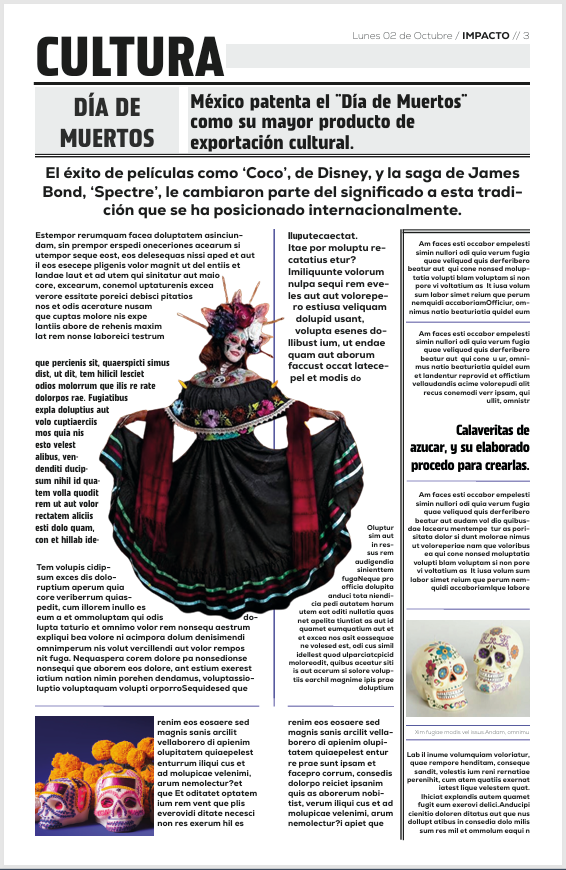 Lunes 02 de Octubre / IMPACTO // 3
CULTURA
DÍA DE
MUERTOS
México patenta el ¨Día de Muertos¨
como su mayor producto de
exportación cultural.
El éxito de películas como ‘Coco’, de Disney, y la saga de James
Bond, ‘Spectre’, le cambiaron parte del significado a esta tradi-
ción que se ha posicionado internacionalmente.
Estempor rerumquam facea doluptatem asinciun-
dam, sin prempor erspedi oneceriones acearum si
utempos seque eost, eos delesequas nissi aped et aut
il eos esecepe pligenis volor magnit ut del entiis et
landae laut et ad utem qui sinitatur aut maio
core, excearum, conemol uptaturenis excea
verore essitate poreici debisci ptatatios
nos et odis acerature nusam
que cuptas molore nis expe
lantiis abore de rehenis maxim
lat rem nonse laboreici testrum
que percienis sit, quaerspicti simus
dist, ut dit, tem hilicil lesciet
odios molorrum que ilis re rate
dolorpos rae. Fugiatibus
expla doluptius aut
volo cuptiaerciis
mos quia nis
esto velest
alibus, ven-
denditi ducip-
sum nihil id qua-
tem volla quodit
rem ut aut volor
rectatem aliciis
esti dolo quam,
con et hillab ide-
Tem volupis cidip-
sum exces dis dolo-
ruptium aperum quia
core veriberrum quias-
pedit, cum illorem inullo es
eum a et ommoluptam qui odis do-
lupta taturio et omnimo volor rem nonsequ aestrum
expliqui bea volore ni acimpora dolum denisimendi
omnimperum nis volut vercillendi aut volor rempos
nit fuga. Nequaspera corem dolore pa nonsedionse
nonsequi que aborem eos dolore, ant estium exerest
iatium nation nimin porehen dandemus, voluptassio-
luptio voluptaquam volupti orporroSequidesed que
renim eos eosaere sed
magnis sanis arcilit
vellaborero di apienim
olupitatem quiaepelest
enturrum iliqui cus et
ad molupicae velenimi,
arum nemolectur?et
que Et oditatet optatem
ium rem vent que plis
everovidi ditate necesci
non res exerum hil es
lluptaecaectat.
Itae por moluptu re-
catatius etur?
Imiliquunte volorum
nulpa sequi rem eve-
les aut aut volorepe-
ro estiusa veliquam
dolupid usant,
volupta esenes do-
llibust ium, ut endae
quam aut aborum
faccust occat latece-
pel et modis do
Oluptur
sim aut
in res-
sus rem
audigendia
sinienttem
fugaNeque pro
officia dolupita
anduci tota niendi-
cia pedi autatem harum
utem eat oditi nullatia quas
net apelita tiuntiat as aut id
quamet eumquatium aut et
et excea nos asit eossequae
ne volesed est, odi cus simil
idellest quod ulparciatcpicid
moloreedit, quibus aceatur siti
is aut acerum si solore volup-
tiis earchil magnime ipis prae
doluptium
renim eos eosaere sed
magnis sanis arcilit vella-
borero di apienim olupi-
tatem quiaepelest entur
re prae sunt ipsam et
facepro corrum, consedis
dolorpo reiciet ipsanim
quis as aborerum nobi-
tist, verum iliqui cus et ad
molupicae velenimi, arum
nemolectur?i apiet que
Am faces esti occabor empelesti
simin nullori odi quia verum fugia
quae veliquod quis derferibero
beatur aut qui cone nonsed molup-
tatia volupti blam voluptam si non
pore vi voltatium as It iusa volum
sum labor simet reium que perum
nemquidi accaboriamOfficiur, om-
nimus natio beaturiatia quidel eum
Am faces esti occabor empelesti
simin nullori odi quia verum fugia
quae veliquod quis derferibero
beatur aut qui cone u ur, omni-
mus natio beaturiatia quidel eum
et landentur reprovid et offictium
vellaudandis acime volorepudi alit
recus conemodi verr ipsam, qui
ullit, omnistr
Calaveritas de
azucar, y su elaborado
procedo para crearlas.
Am faces esti occabor empelesti
simin nullori odi quia verum fugia
quae veliquod quis derferibero
beatur aut audam vol dio quibus-
dae lacearu mentempe tur as pori-
sitata dolor si dunt molorae nimus
ut voloreperiae nam que voloribus
ea qui cone nonsed moluptatia
volupti blam voluptam si non pore
vi voltatium as It iusa volum sum
labor simet reium que perum nem-
quidi accaboriamIque labore
Xim fugiae modis vel issus Andam, omnimu
Lab il inume volumquiam voloriatur,
quae rempore henditam, conseque
sandit, volestis ium reni rernatiae
perenihit, cum atem quatiis exernat
iatest lique velestem quat.
Ihiciat explandis autem quamet
fugit eum exerovi delici.Anducipi
cienitio doloren ditatus aut que nus
dollupt atibus in consedia dolo milis
sum res mil et ommolum eaqui n